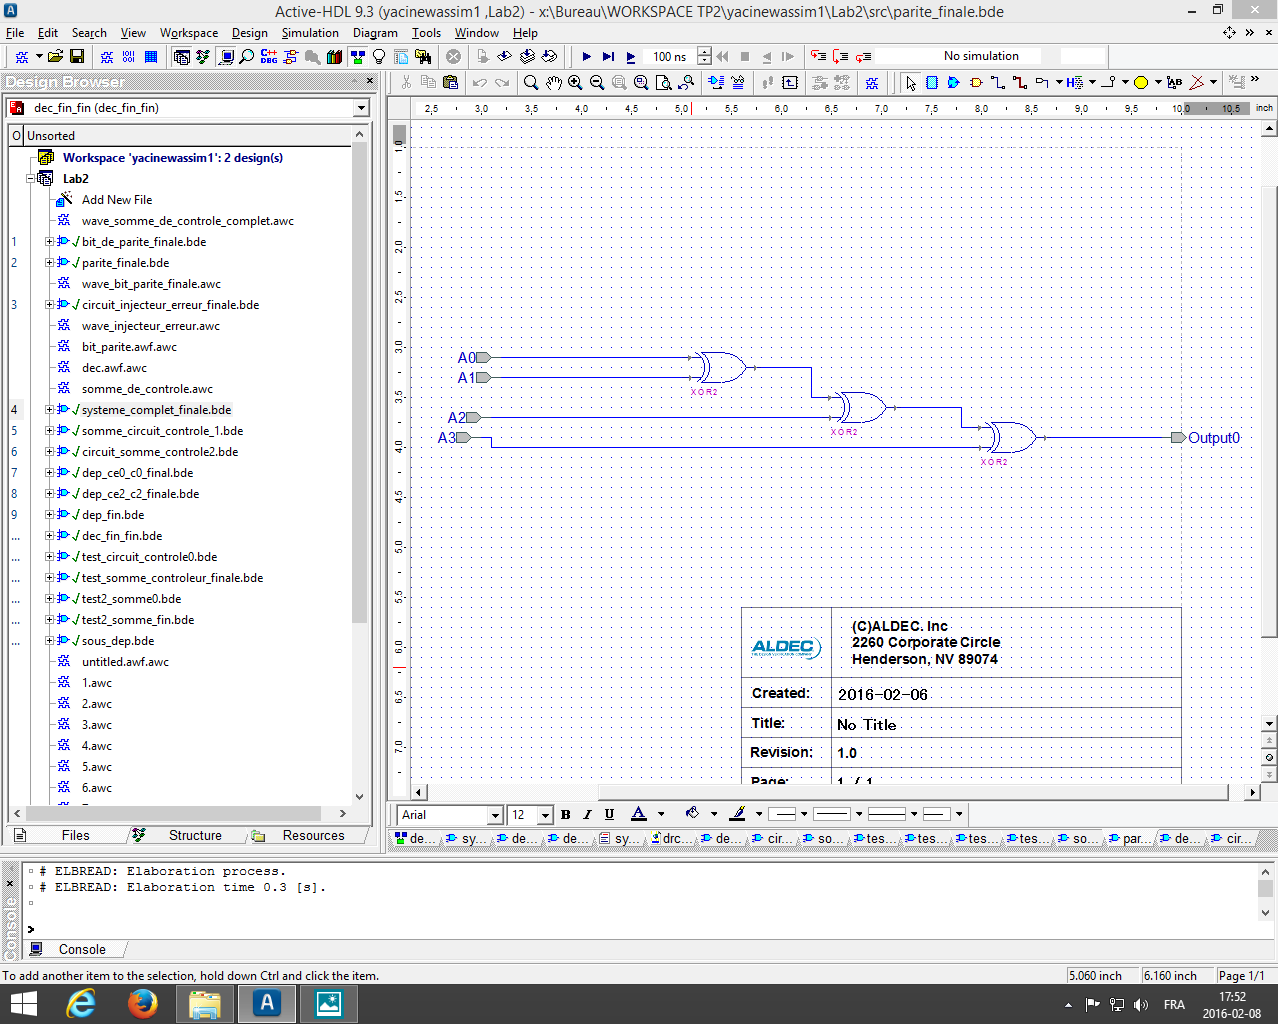 Active-HDL 9.3 (yacinewassim1 ,Lab2) - x:\Bureau\WORKSPACE TP2\yacinewassim1\Lab2\src\parite_finale.bde
File Edit Search View Workspace Design Simulation Diagram Tools Window Help
100 ns No simulation
Design Browser
dec_fin_fin (dec_fin_fin)
O Unsorted
Workspace 'yacinewassim1': 2 design(s)
Lab2
Add New File
wave_somme_de_controle_complet.awc
1 bit_de_parite_finale.bde
2 parite_finale.bde
wave_bit_parite_finale.awc
3 circuit_injecteur_erreur_finale.bde
wave_injecteur_erreur.awc
bit_parite.awf.awc
dec.awf.awc
somme_de_controle.awc
4 systeme_complet_finale.bde
5 somme_circuit_controle_1.bde
6 circuit_somme_controle2.bde
7 dep_ce0_c0_final.bde
8 dep_ce2_c2_finale.bde
9 dep_fin.bde
... dec_fin_fin.bde
... test_circuit_controle0.bde
... test_somme_controleur_finale.bde
... test2_somme0.bde
... test2_somme_fin.bde
... sous_dep.bde
untitled.awf.awc
1.awc
2.awc
3.awc
4.awc
5.awc
6.awc
Files Structure Resources
2.5 3.0 3.5 4.0 4.5 5.0 5.5 6.0 6.5 7.0 7.5 8.0 8.5 9.0 9.5 10.0 10.5 inch
1.0
1.5
2.0
2.5
3.0
3.5
4.0
4.5
5.0
5.5
6.0
6.5
7.0
A0
A1
XOR2
A2
XOR2
A3
Output0
XOR2
ALDEC
(C)ALDEC. Inc
2260 Corporate Circle
Henderson, NV 89074
Created: 2016-02-06
Title: No Title
Revision: 1.0
Page: 1 / 1
Arial 12 B I U A
de... sy... de... de... sy... drc... de... cir... so... tes... tes... tes... so... par... de... cir...
# ELBREAD: Elaboration process.
# ELBREAD: Elaboration time 0.3 [s].
>
Console
Console
To add another item to the selection, hold down Ctrl and click the item.
5.060 inch 6.160 inch Page 1/1
FRA
17:52
2016-02-08